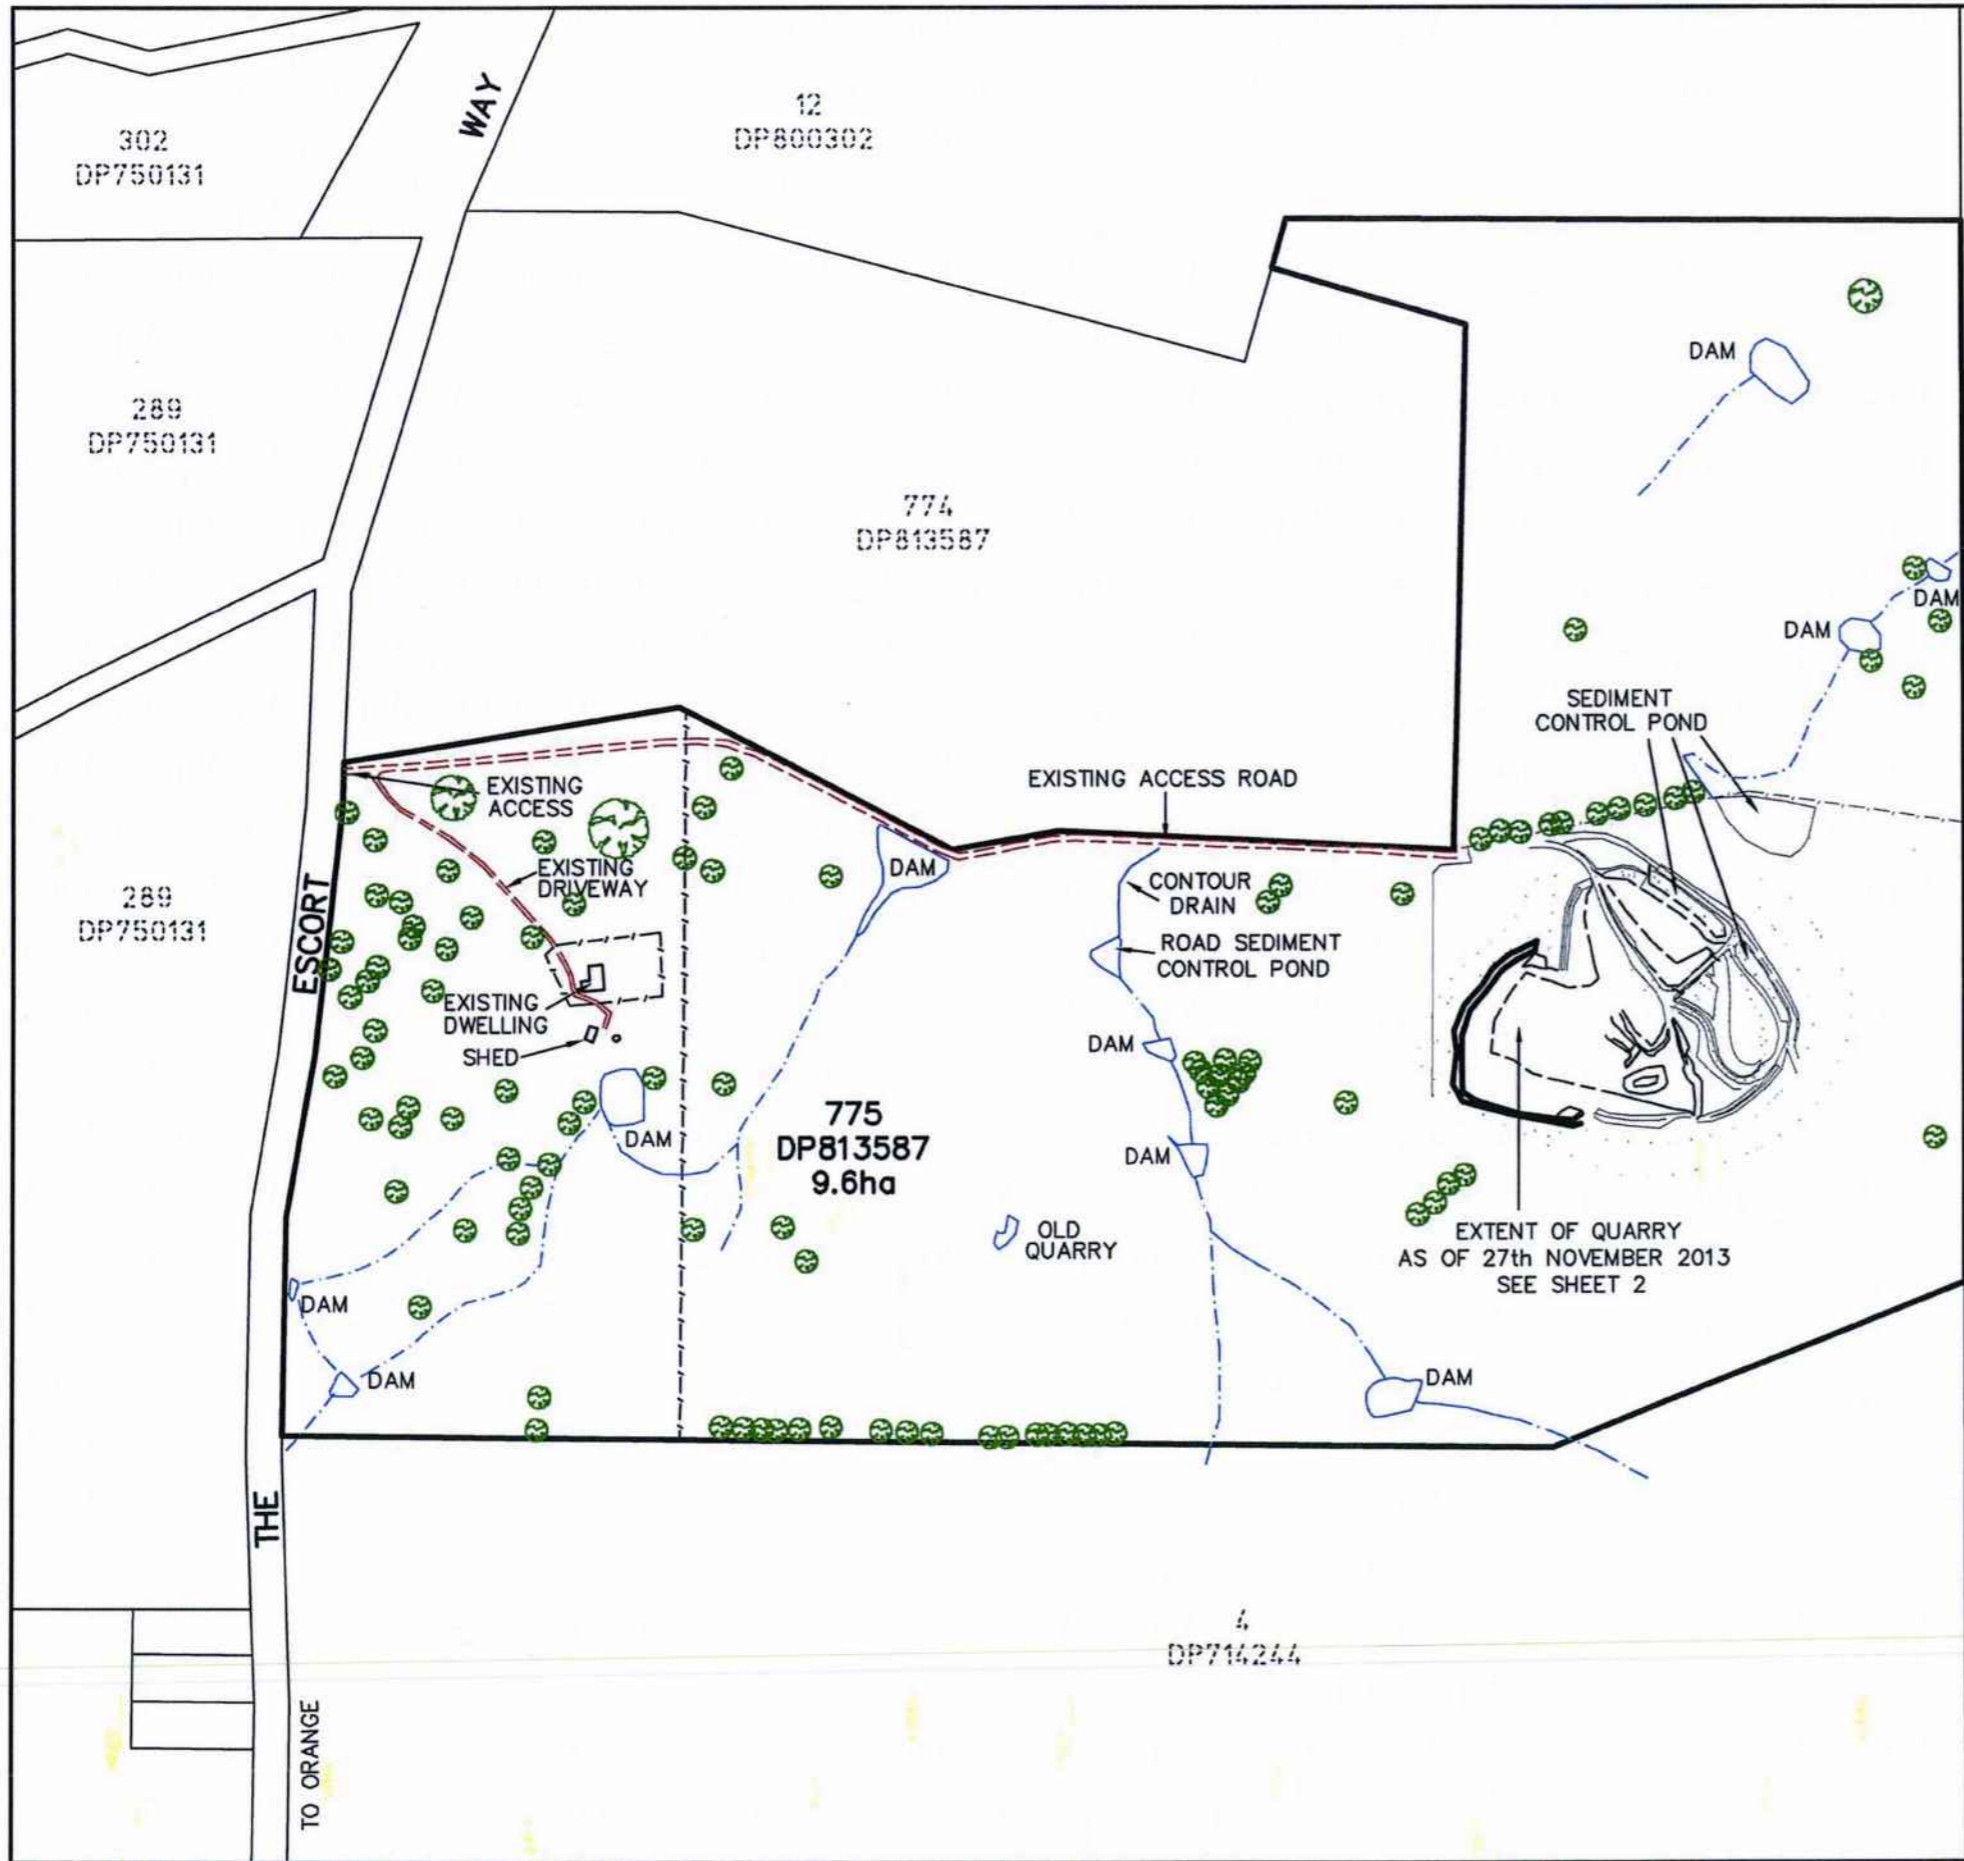 WAY
12
DP800302
302
DP750131
289
DP750131
774
DP813587
DAM
DAM
DAM
SEDIMENT
CONTROL POND
EXISTING
ACCESS
EXISTING ACCESS ROAD
EXISTING
DRIVEWAY
DAM
CONTOUR
DRAIN
289
DP750131
ESCORT
ROAD SEDIMENT
CONTROL POND
EXISTING
DWELLING
SHED
DAM
DAM
775
DP813587
9.6ha
DAM
OLD
QUARRY
EXTENT OF QUARRY
AS OF 27th NOVEMBER 2013
SEE SHEET 2
DAM
DAM
DAM
THE
4
DP714244
TO ORANGE